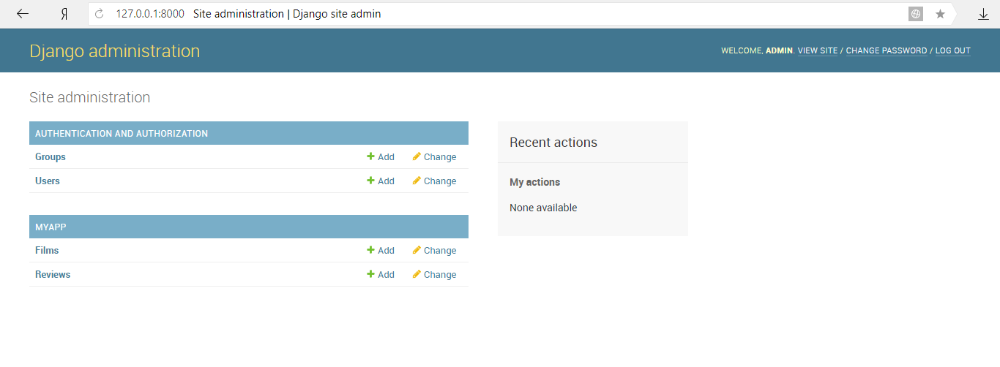 Я 127.0.0.1:8000 Site administration | Django site admin
Django administration
WELCOME, ADMIN. VIEW SITE / CHANGE PASSWORD / LOG OUT
Site administration
AUTHENTICATION AND AUTHORIZATION
Groups Add Change
Users Add Change
MYAPP
Films Add Change
Reviews Add Change
Recent actions
My actions
None available